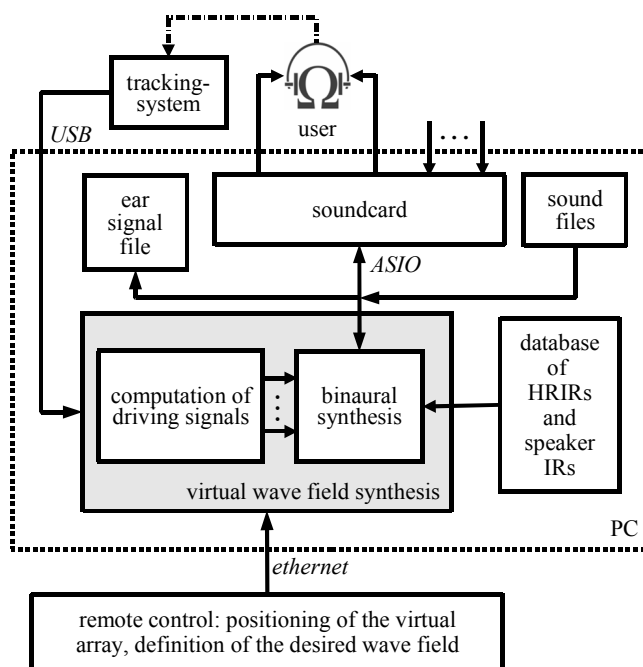 tracking-
system
Ω
user
USB
...
ear
signal
file
soundcard
sound
files
ASIO
computation of
driving signals
...
binaural
synthesis
database
of
HRIRs
and
speaker
IRs
virtual wave field synthesis
PC
ethernet
remote control: positioning of the virtual
array, definition of the desired wave field